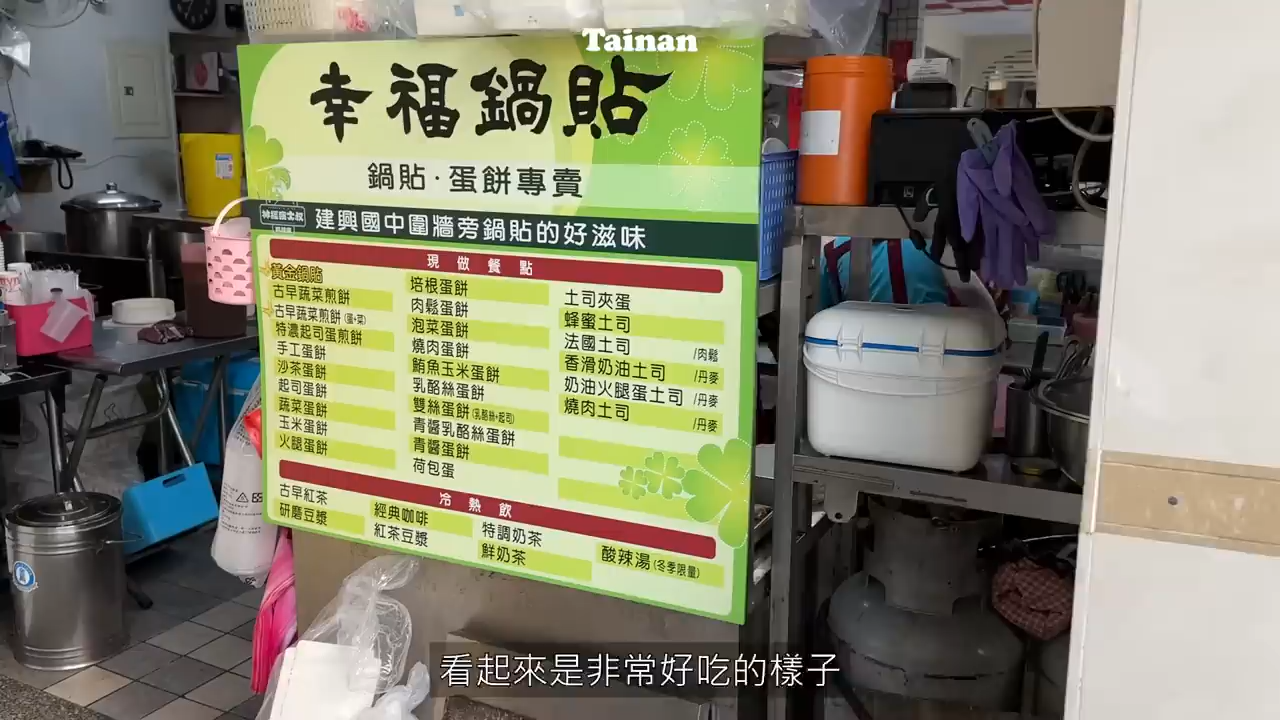 Tainan
幸福鍋貼
鍋貼·蛋餅專賣
建興國中圍牆旁鍋貼的好滋味
現做餐點
黃金鍋貼
古早蔬菜煎餅
古早蔬菜煎餅(蛋+菜)
特濃起司蛋煎餅
手工蛋餅
沙茶蛋餅
起司蛋餅
蔬菜蛋餅
玉米蛋餅
火腿蛋餅
培根蛋餅
肉鬆蛋餅
泡菜蛋餅
燒肉蛋餅
鮪魚玉米蛋餅
乳酪絲蛋餅
雙絲蛋餅(乳酪絲+起司)
青醬乳酪絲蛋餅
青醬蛋餅
荷包蛋
土司夾蛋
蜂蜜土司
法國土司 /肉鬆
香滑奶油土司 /丹麥
奶油火腿蛋土司 /丹麥
燒肉土司 /丹麥
冷熱飲
古早紅茶
研磨豆漿
經典咖啡
紅茶豆漿
特調奶茶
鮮奶茶
酸辣湯(冬季限量)
看起來是非常好吃的樣子